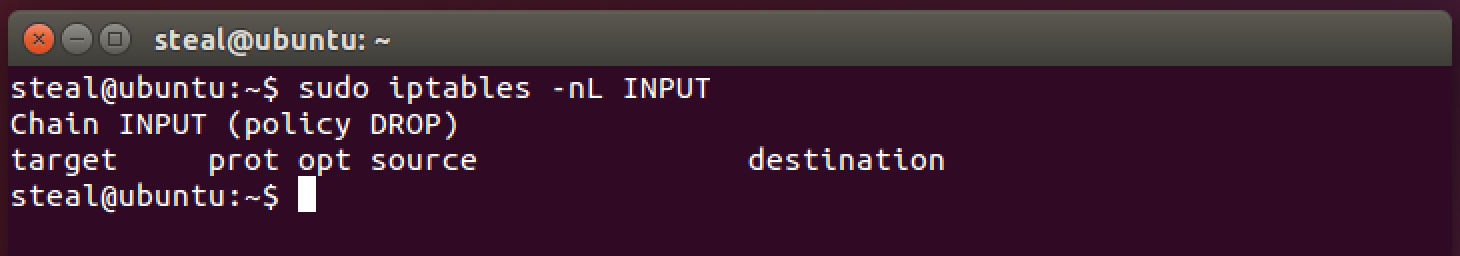 steal@ubuntu: ~
steal@ubuntu:~$ sudo iptables -nL INPUT
Chain INPUT (policy DROP)
target     prot opt source               destination
steal@ubuntu:~$